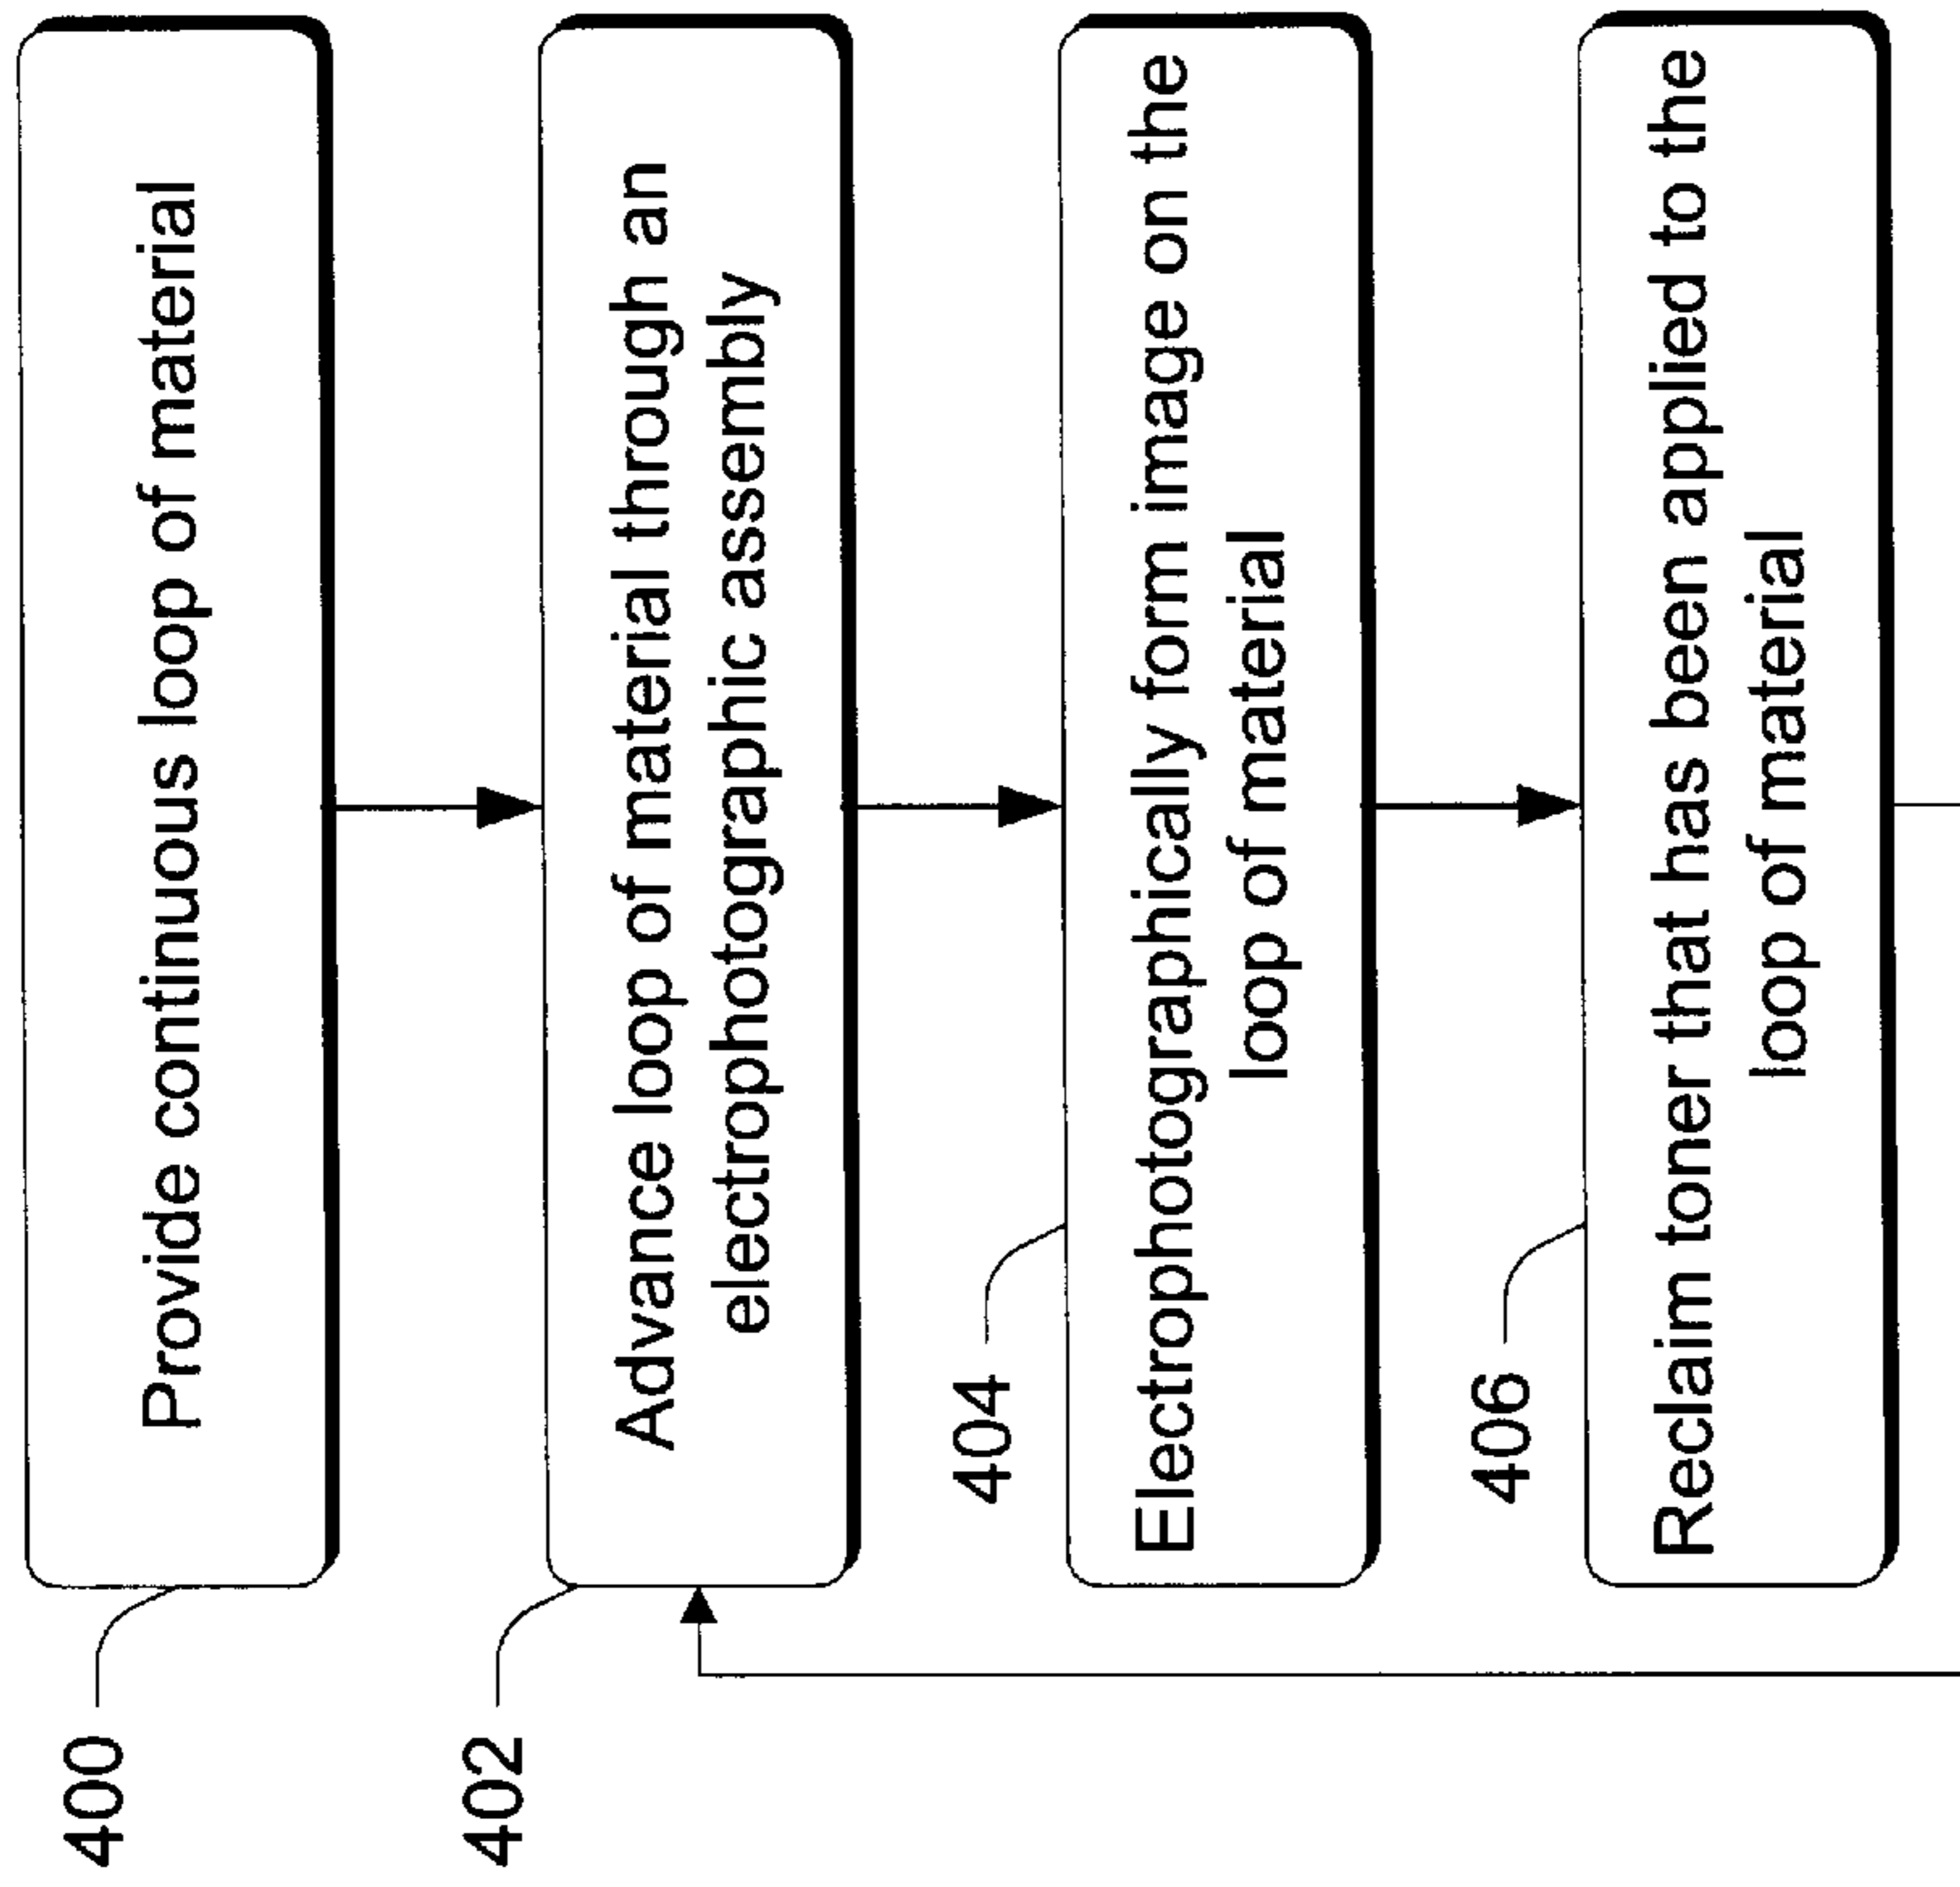 400
Provide continuous loop of material
402
Advance loop of material through an
electrophotographic assembly
404
Electrophotographically form image on the
loop of material
406
Reclaim toner that has been applied to the
loop of material